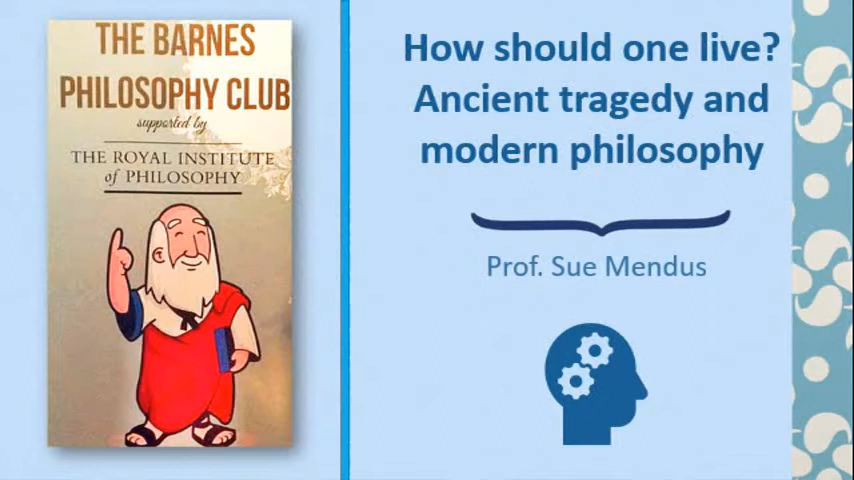 THE BARNES
PHILOSOPHY CLUB
supported by
THE ROYAL INSTITUTE
of PHILOSOPHY
How should one live?
Ancient tragedy and
modern philosophy
Prof. Sue Mendus